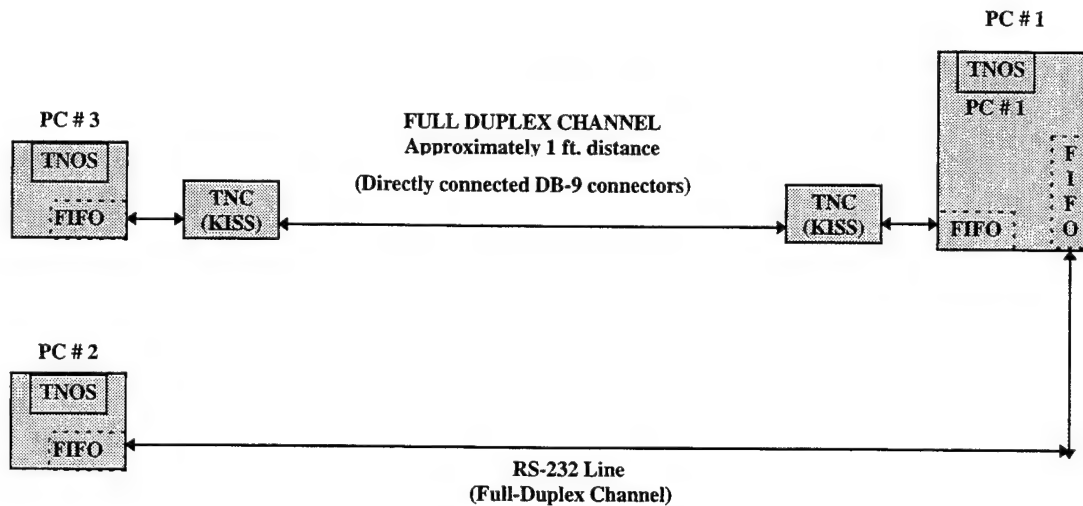 PC # 1
TNOS
PC # 1
F
I
F
O
FIFO
PC # 3
TNOS
FIFO
TNC
(KISS)
FULL DUPLEX CHANNEL
Approximately 1 ft. distance
(Directly connected DB-9 connectors)
TNC
(KISS)
PC # 2
TNOS
FIFO
RS-232 Line
(Full-Duplex Channel)